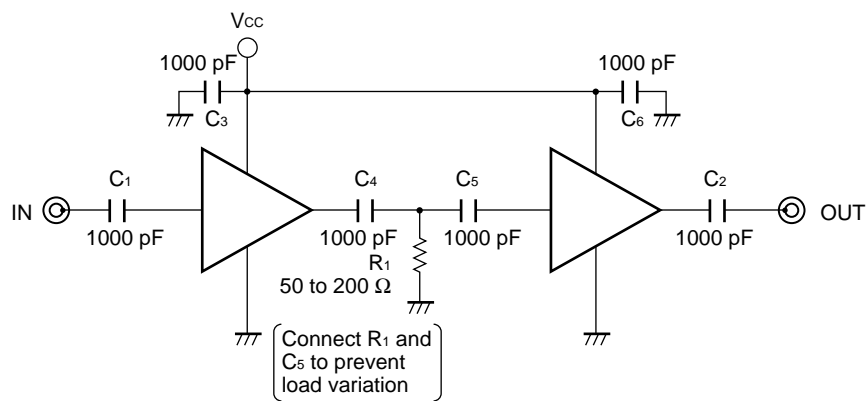 VCC
1000 pF
1000 pF
C3
C6
C1
C4
C5
C2
IN
OUT
1000 pF
1000 pF
1000 pF
1000 pF
R1
50 to 200 Ω
Connect R1 and
C5 to prevent
load variation